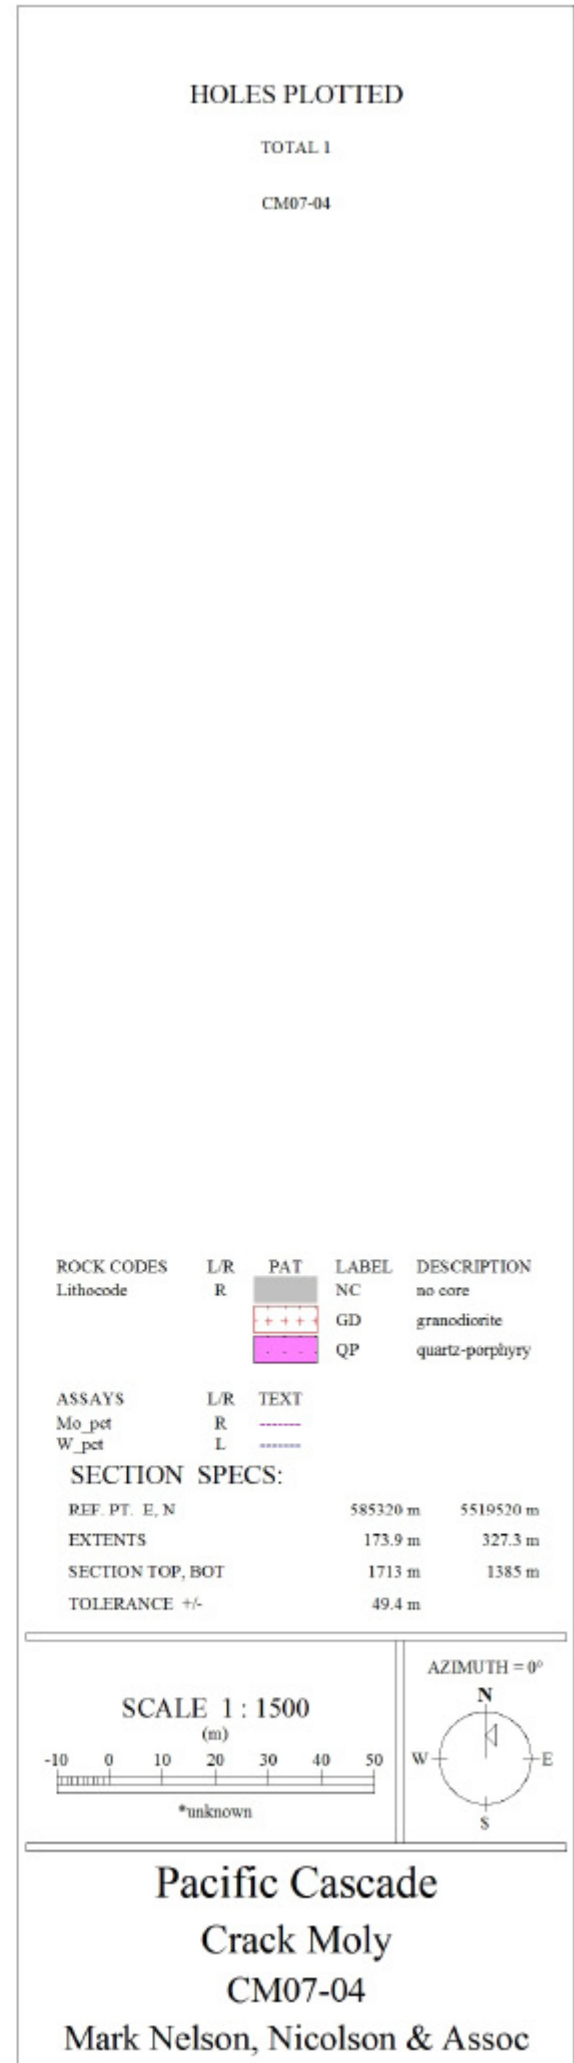 HOLES PLOTTED
TOTAL 1
CM07-04
ROCK CODES L/R PAT LABEL DESCRIPTION
Lithocode R NC no core
GD granodiorite
QP quartz-porphyry
ASSAYS L/R TEXT
Mo_pct R -------
W_pct L -------
SECTION SPECS:
REF. PT. E, N 585320 m 5519520 m
EXTENTS 173.9 m 327.3 m
SECTION TOP, BOT 1713 m 1385 m
TOLERANCE +/- 49.4 m
AZIMUTH = 0°
SCALE 1 : 1500
(m)
-10 0 10 20 30 40 50
*unknown
N
W E
S
Pacific Cascade
Crack Moly
CM07-04
Mark Nelson, Nicolson & Assoc